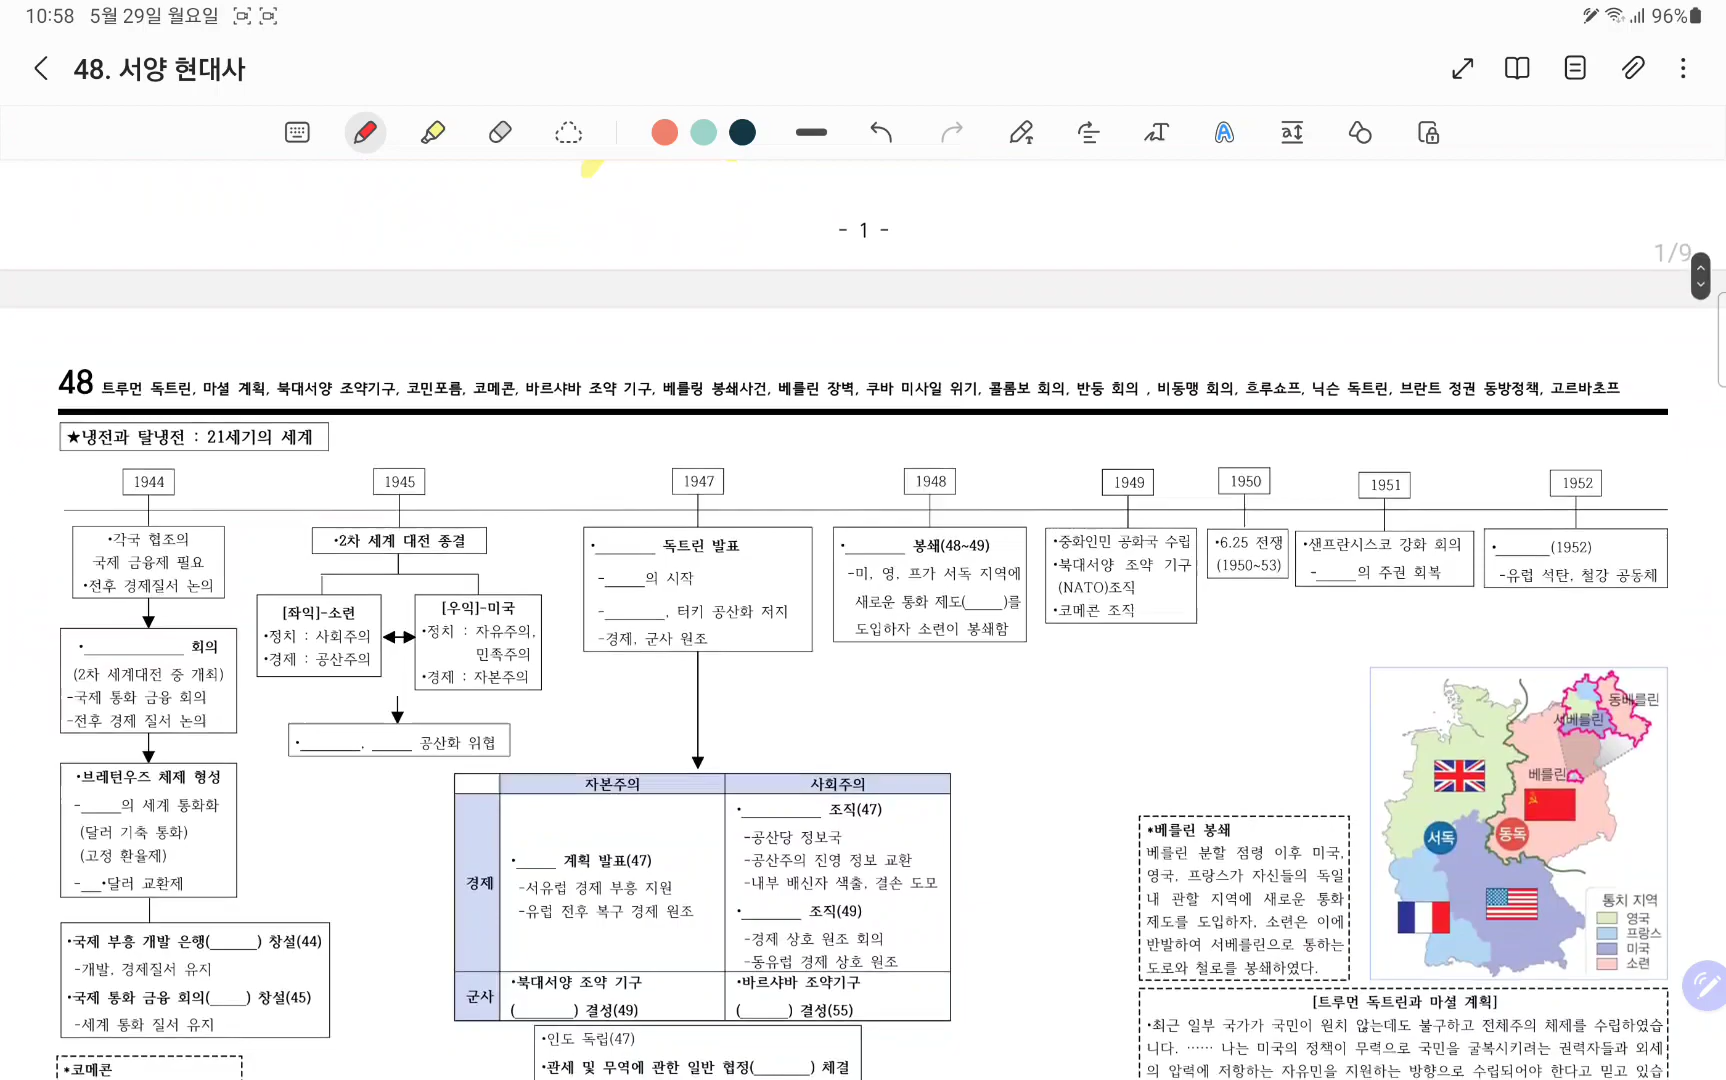 10:58 5월 29일 월요일
96%
48. 서양 현대사
- 1 -
1/9
48 트루먼 독트린, 마셜 계획, 북대서양 조약기구, 코민포름, 코메콘, 바르샤바 조약 기구, 베를링 봉쇄사건, 베를린 장벽, 쿠바 미사일 위기, 콜롬보 회의, 반둥 회의 , 비동맹 회의, 흐루쇼프, 닉슨 독트린, 브란트 정권 동방정책, 고르바초프
★냉전과 탈냉전 : 21세기의 세계
1944
•각국 협조의
국제 금융제 필요
•전후 경제질서 논의
•____________ 회의
(2차 세계대전 중 개최)
-국제 통화 금융 회의
-전후 경제 질서 논의
•브레턴우즈 체제 형성
-_____의 세계 통화화
(달러 기축 통화)
(고정 환율제)
-__•달러 교환제
•국제 부흥 개발 은행(______) 창설(44)
-개발, 경제질서 유지
•국제 통화 금융 회의(_____) 창설(45)
-세계 통화 질서 유지
*코메콘
1945
•2차 세계 대전 종결
[좌익]-소련
•정치 : 사회주의
•경제 : 공산주의
[우익]-미국
•정치 : 자유주의,
민족주의
•경제 : 자본주의
•______, ____ 공산화 위협
1947
•______ 독트린 발표
-____의 시작
-______, 터키 공산화 저지
-경제, 군사 원조
자본주의
사회주의
경제
•____ 계획 발표(47)
-서유럽 경제 부흥 지원
-유럽 전후 복구 경제 원조
•________ 조직(47)
-공산당 정보국
-공산주의 진영 정보 교환
-내부 배신자 색출, 결손 도모
•______ 조직(49)
-경제 상호 원조 회의
-동유럽 경제 상호 원조
군사
•북대서양 조약 기구
(________) 결성(49)
•바르샤바 조약기구
(______) 결성(55)
•인도 독립(47)
•관세 및 무역에 관한 일반 협정(________) 체결
1948
•______ 봉쇄(48~49)
-미, 영, 프가 서독 지역에
새로운 통화 제도(_____)를
도입하자 소련이 봉쇄함
1949
•중화인민 공화국 수립
•북대서양 조약 기구
(NATO)조직
•코메콘 조직
1950
•6.25 전쟁
(1950~53)
1951
•샌프란시스코 강화 회의
-____의 주권 회복
1952
•______(1952)
-유럽 석탄, 철강 공동체
*베를린 봉쇄
베를린 분할 점령 이후 미국,
영국, 프랑스가 자신들의 독일
내 관할 지역에 새로운 통화
제도를 도입하자, 소련은 이에
반발하여 서베를린으로 통하는
도로와 철로를 봉쇄하였다.
동베를린
서베를린
베를린
서독
동독
통치 지역
영국
프랑스
미국
소련
[트루먼 독트린과 마셜 계획]
•최근 일부 국가가 국민이 원치 않는데도 불구하고 전체주의 체제를 수립하였습
니다. …… 나는 미국의 정책이 무력으로 국민을 굴복시키려는 권력자들과 외세
의 압력에 저항하는 자유민을 지원하는 방향으로 수립되어야 한다고 믿고 있습